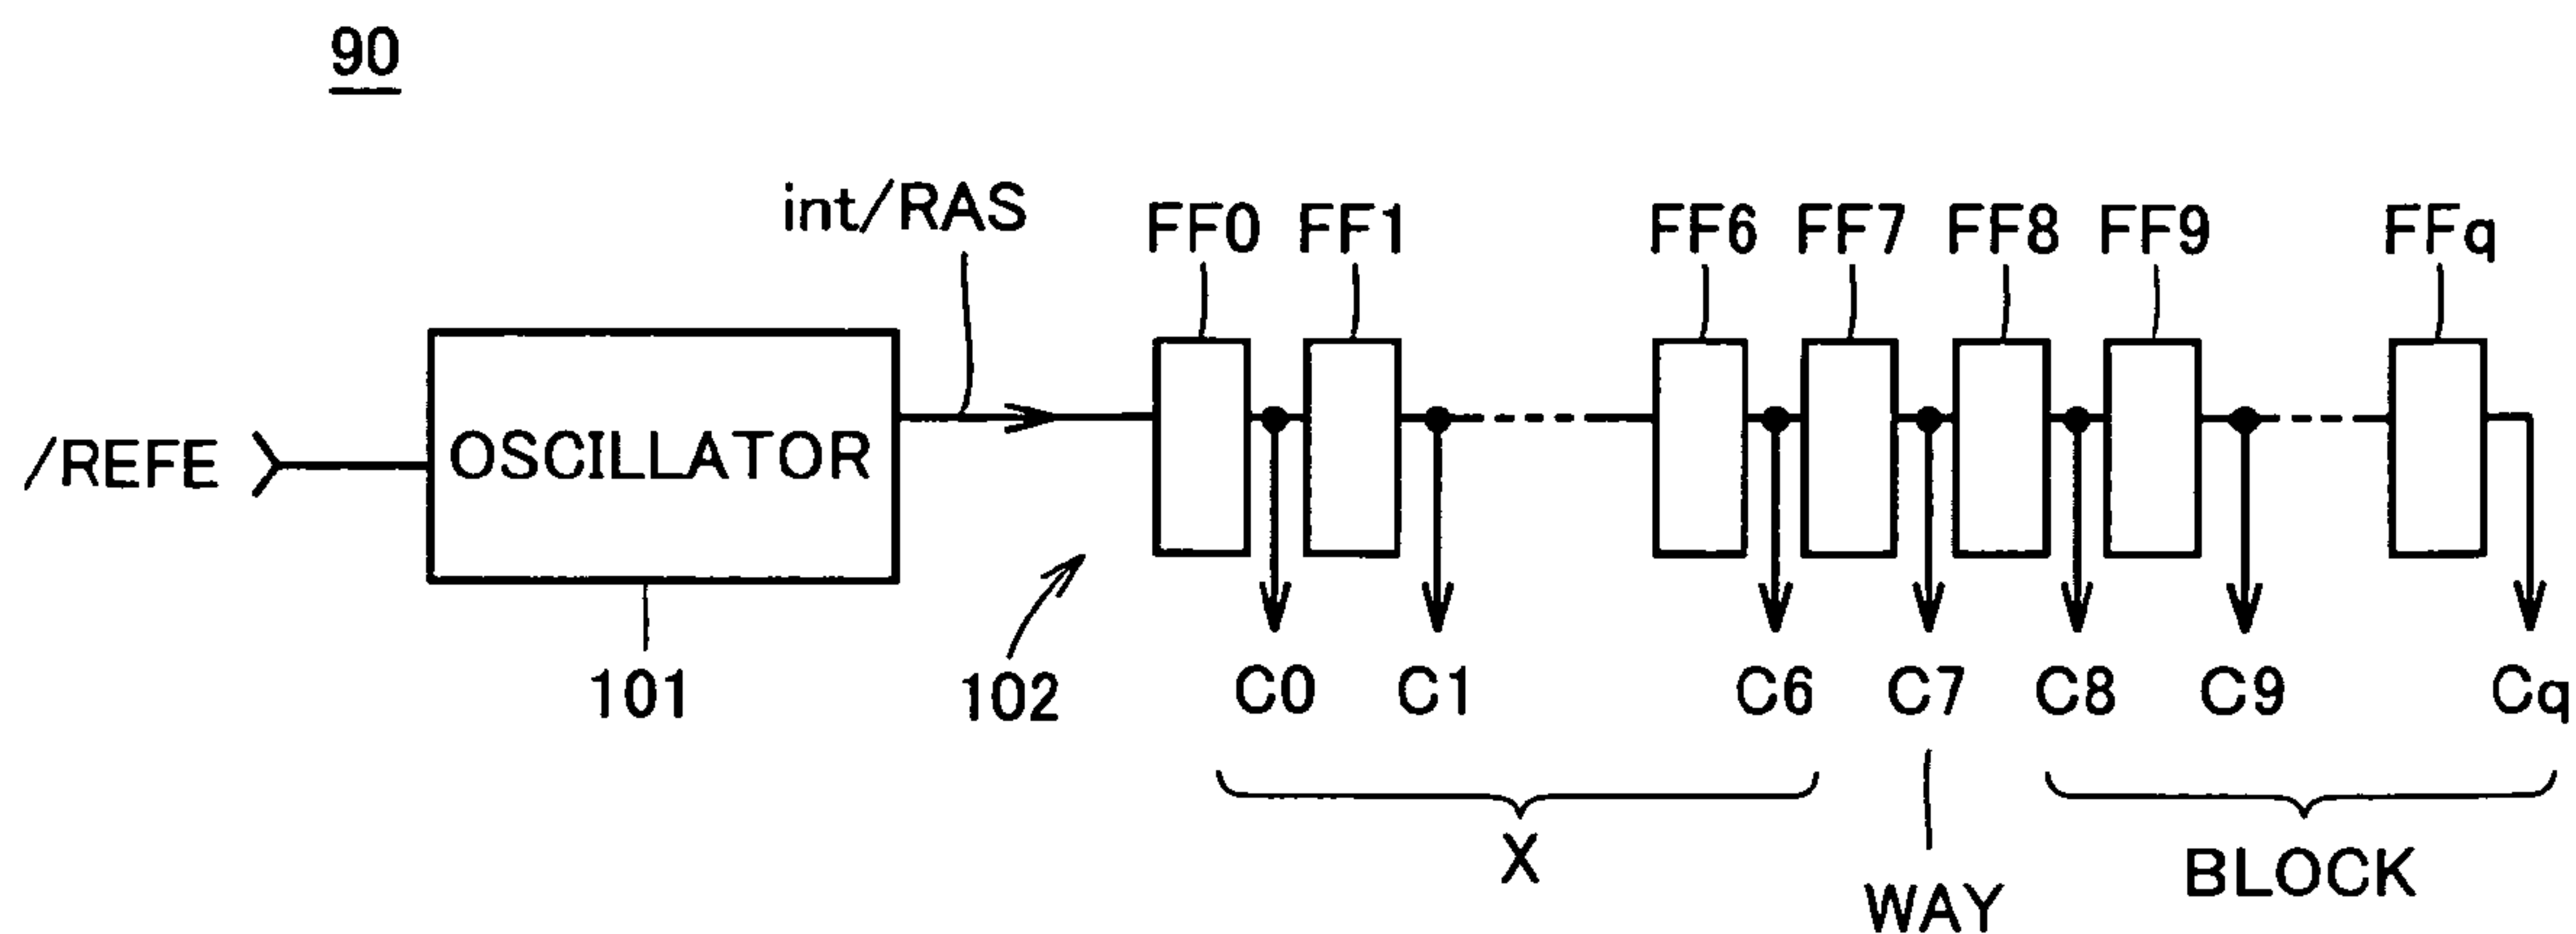 90
int/RAS
FF0 FF1 FF6 FF7 FF8 FF9 FFq
/REFE
OSCILLATOR
101
102
C0 C1 C6 C7 C8 C9 Cq
X
WAY
BLOCK